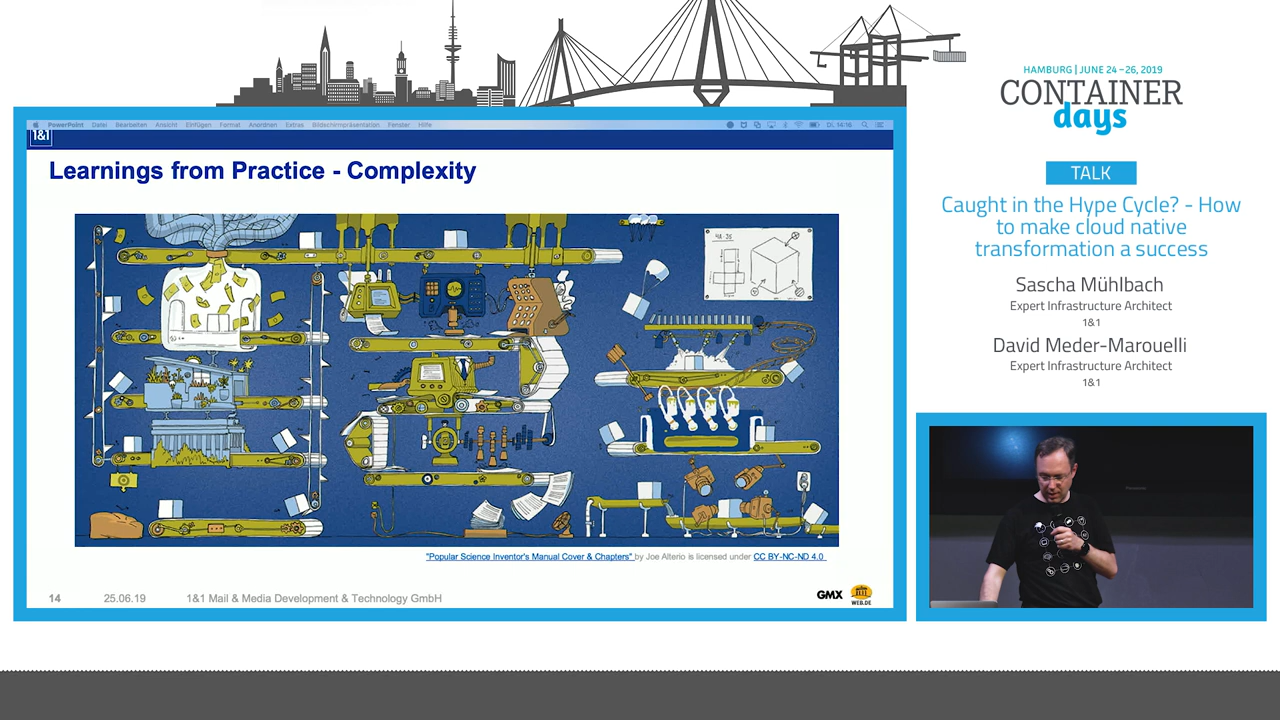 HAMBURG | JUNE 24–26, 2019
CONTAINER
days
TALK
Caught in the Hype Cycle? - How
to make cloud native
transformation a success
Sascha Mühlbach
Expert Infrastructure Architect
1&1
David Meder-Marouelli
Expert Infrastructure Architect
1&1
PowerPoint Datei Bearbeiten Ansicht Einfügen Format Anordnen Extras Bildschirmpräsentation Fenster Hilfe
Di. 14:16
1&1
Learnings from Practice - Complexity
"Popular Science Inventor's Manual Cover & Chapters" by Joe Alterio is licensed under CC BY-NC-ND 4.0
14 25.06.19 1&1 Mail & Media Development & Technology GmbH
GMX
WEB.DE